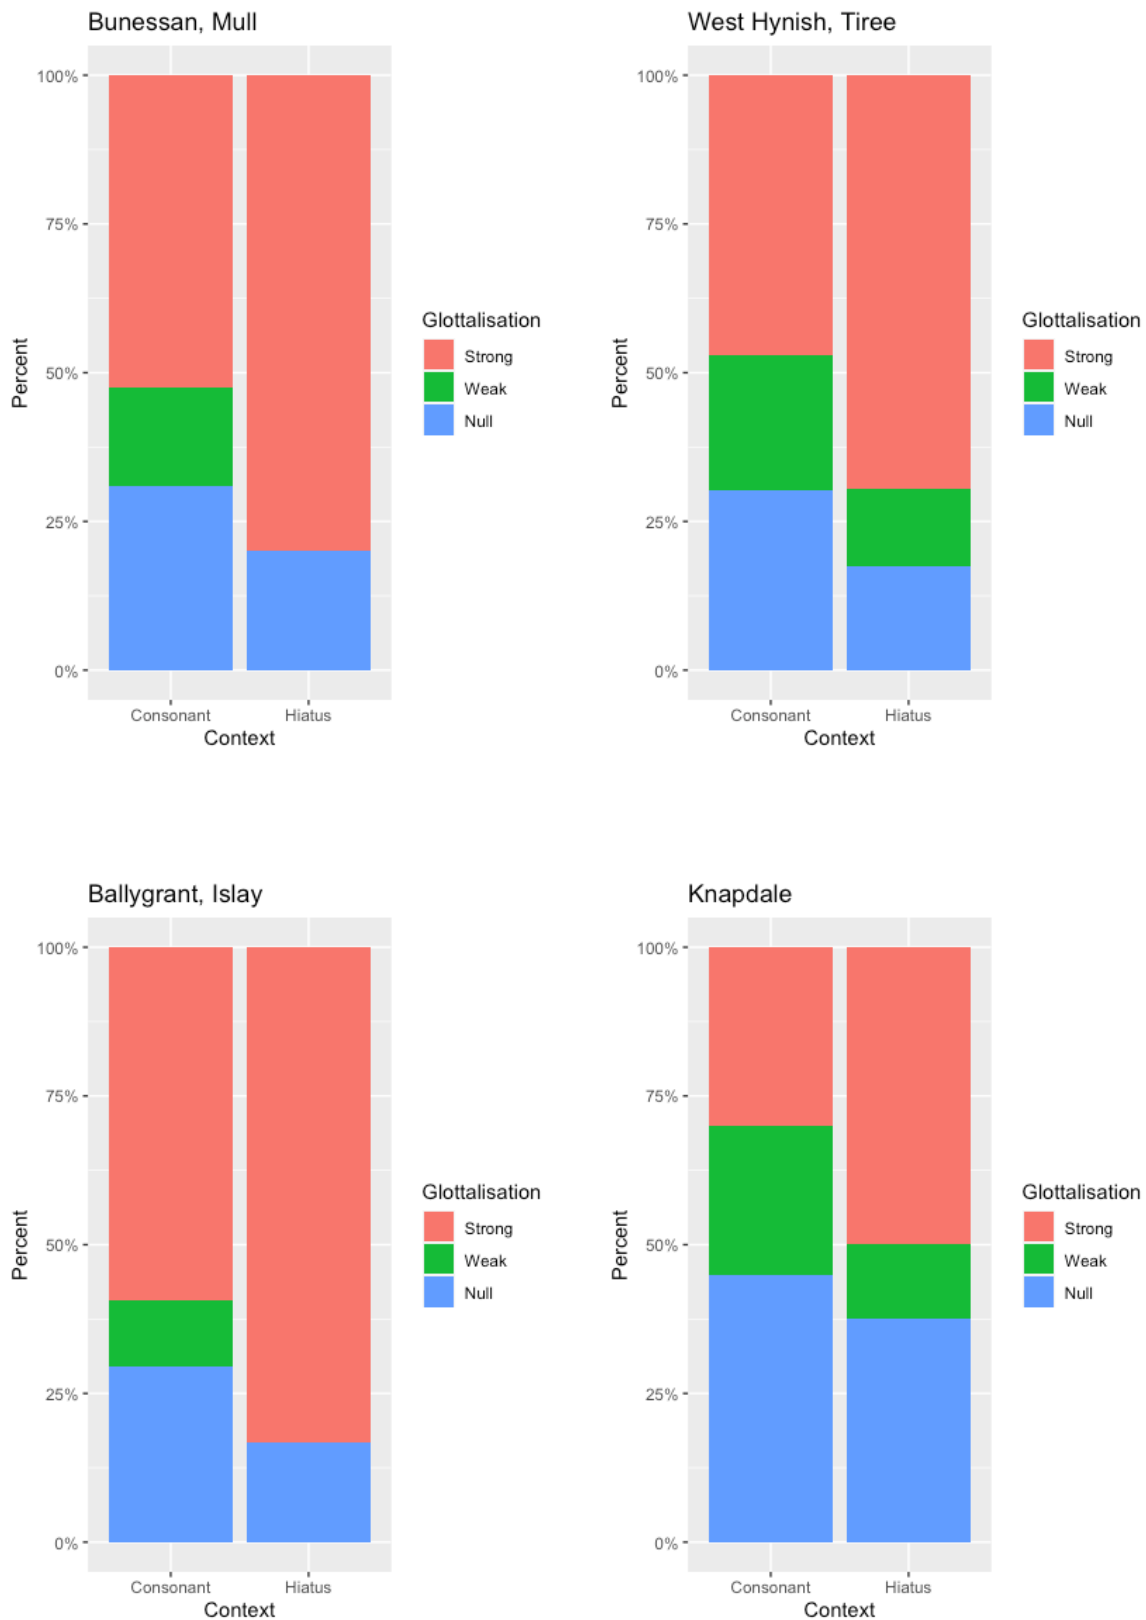 Bunessan, Mull
100%
75%
50%
25%
0%
Percent
Consonant
Hiatus
Context
Glottalisation
Strong
Weak
Null
West Hynish, Tiree
100%
75%
50%
25%
0%
Percent
Consonant
Hiatus
Context
Glottalisation
Strong
Weak
Null
Ballygrant, Islay
100%
75%
50%
25%
0%
Percent
Consonant
Hiatus
Context
Glottalisation
Strong
Weak
Null
Knapdale
100%
75%
50%
25%
0%
Percent
Consonant
Hiatus
Context
Glottalisation
Strong
Weak
Null